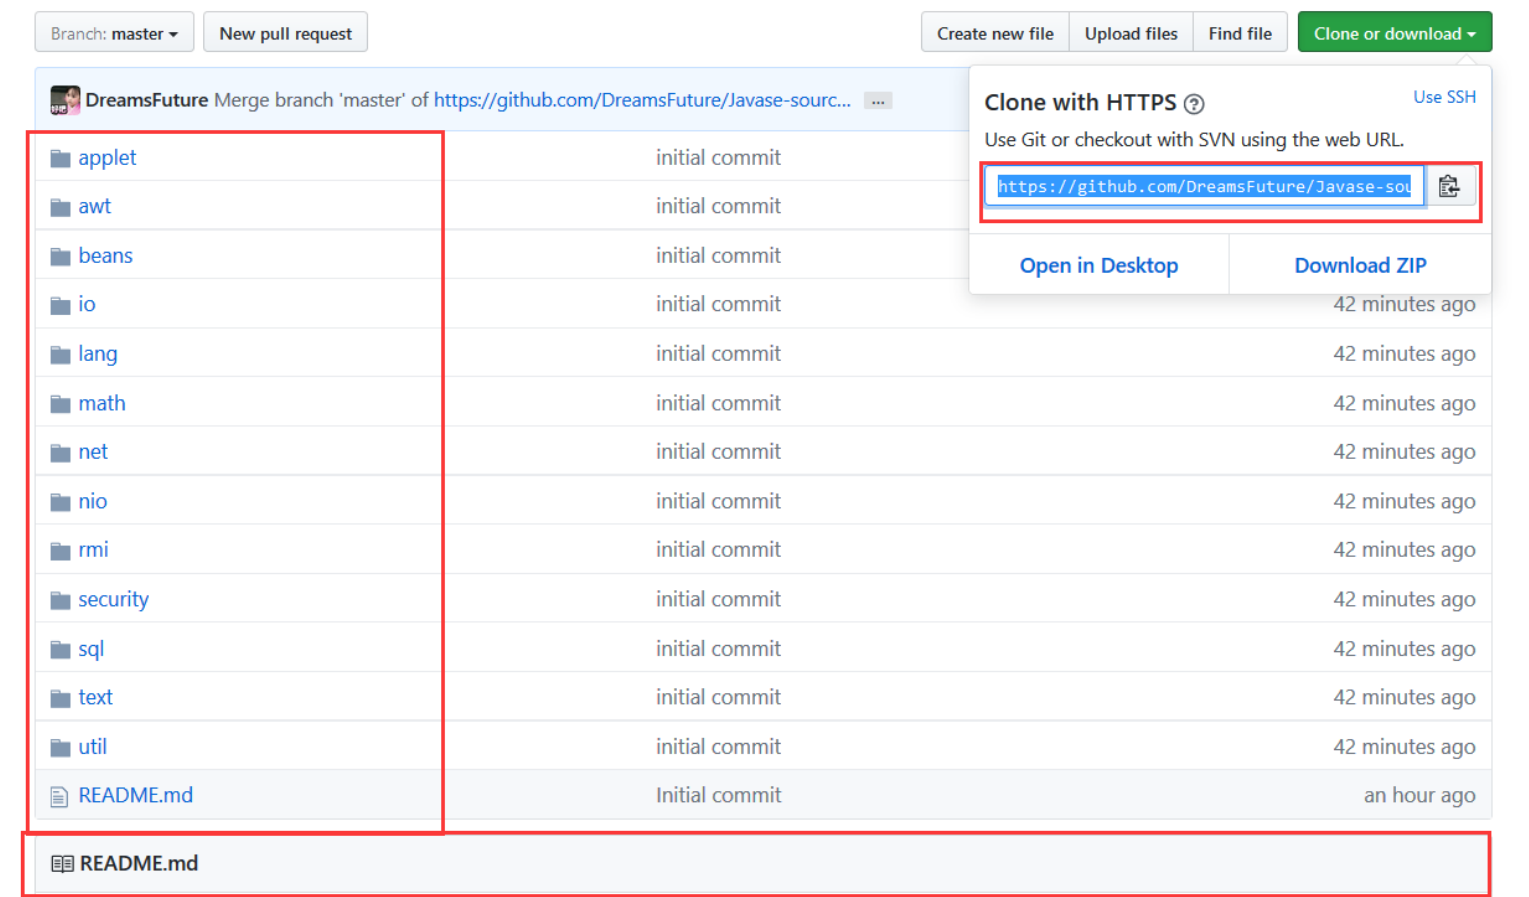 Branch: master New pull request Create new file Upload files Find file Clone or download
DreamsFuture Merge branch 'master' of https://github.com/DreamsFuture/Javase-sourc... ...
Clone with HTTPS ? Use SSH
Use Git or checkout with SVN using the web URL.
https://github.com/DreamsFuture/Javase-sou
Open in Desktop Download ZIP
applet initial commit
awt initial commit
beans initial commit
io initial commit 42 minutes ago
lang initial commit 42 minutes ago
math initial commit 42 minutes ago
net initial commit 42 minutes ago
nio initial commit 42 minutes ago
rmi initial commit 42 minutes ago
security initial commit 42 minutes ago
sql initial commit 42 minutes ago
text initial commit 42 minutes ago
util initial commit 42 minutes ago
README.md Initial commit an hour ago
README.md